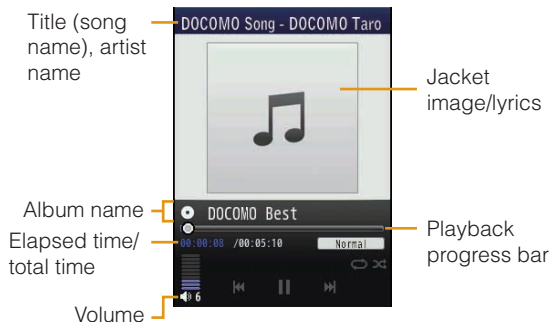 Title (song
name), artist
name
DOCOMO Song - DOCOMO Taro
Jacket
image/lyrics
Album name
DOCOMO Best
Elapsed time/
total time
00:00:08 /00:05:10
Normal
Playback
progress bar
6
Volume